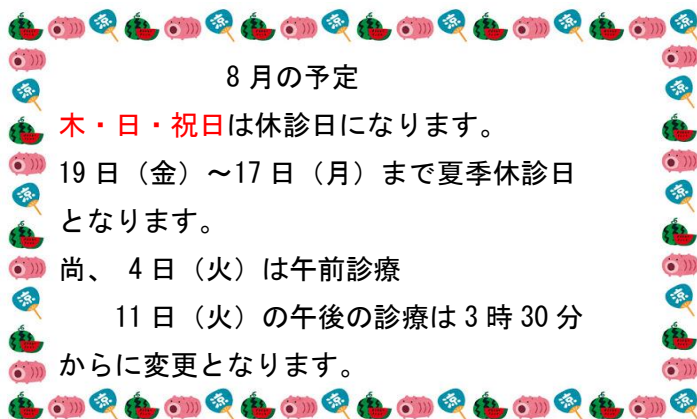 8月の予定
木・日・祝日は休診日になります。
19日（金）～17日（月）まで夏季休診日
となります。
尚、 4日（火）は午前診療
11日（火）の午後の診療は3時30分
からに変更となります。